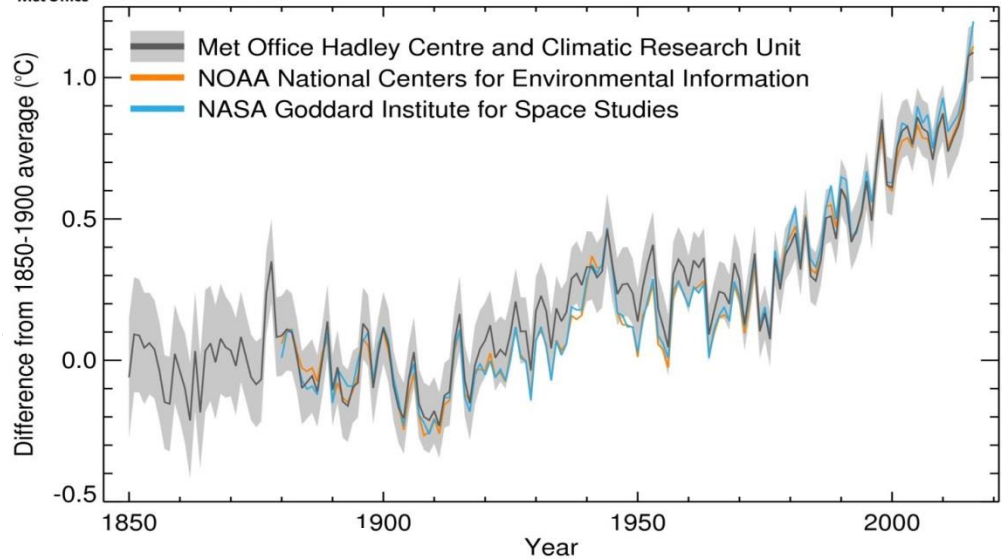 Met Office
Met Office Hadley Centre and Climatic Research Unit
NOAA National Centers for Environmental Information
NASA Goddard Institute for Space Studies
Difference from 1850-1900 average (°C)
1.0
0.5
0.0
-0.5
1850 1900 1950 2000
Year